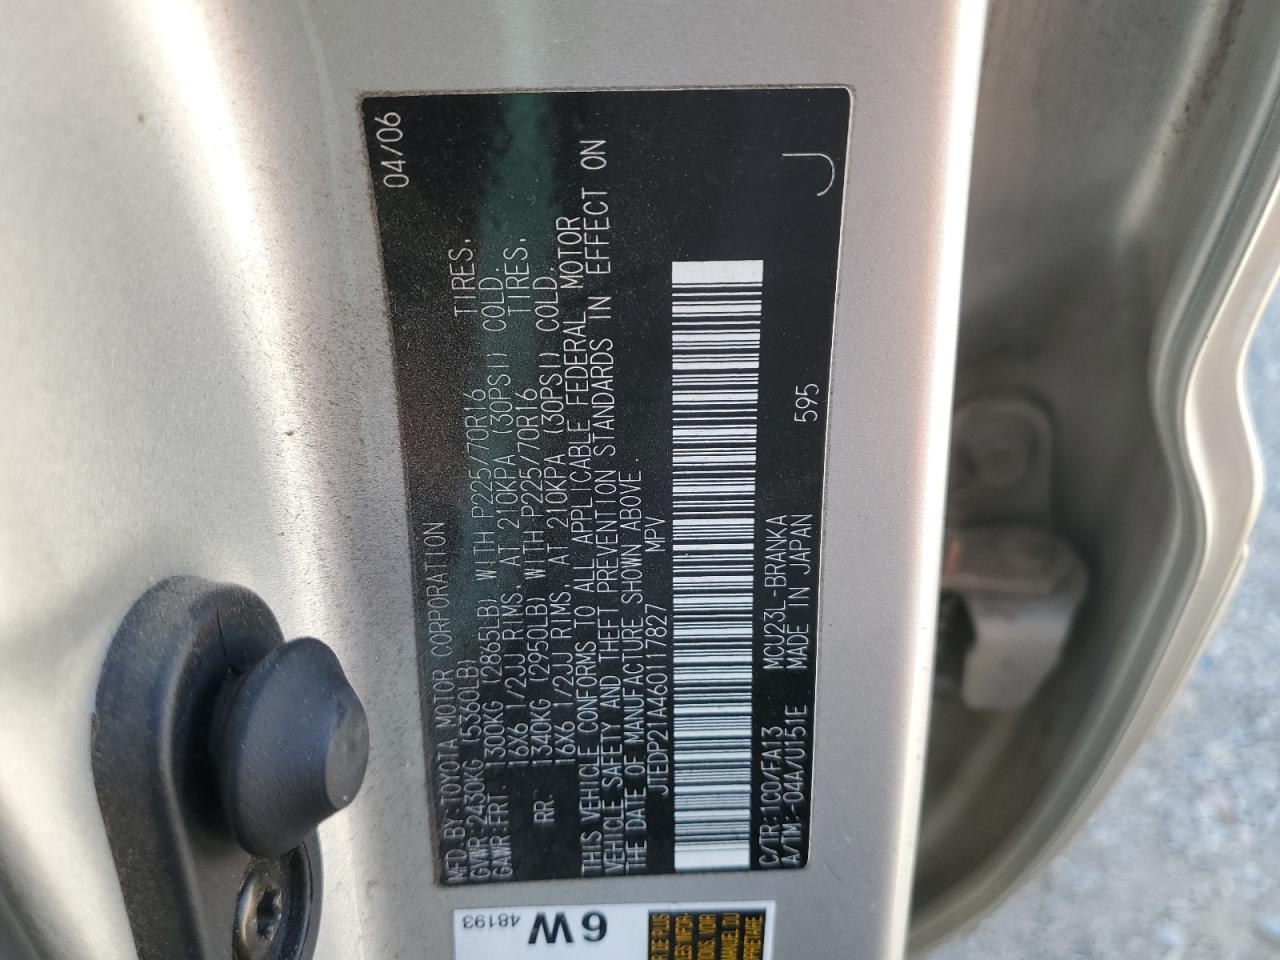 MFD. BY: TOYOTA MOTOR CORPORATION 04/06
GVWR: 2430KG (5360LB)
GAWR: FRT. 1300KG (2865LB) WITH P225/70R16 TIRES,
16X6 1/2JJ RIMS, AT 210KPA (30PSI) COLD.
RR. 1340KG (2950LB) WITH P225/70R16 TIRES,
16X6 1/2JJ RIMS, AT 210KPA (30PSI) COLD.
THIS VEHICLE CONFORMS TO ALL APPLICABLE FEDERAL MOTOR
VEHICLE SAFETY AND THEFT PREVENTION STANDARDS IN EFFECT ON
THE DATE OF MANUFACTURE SHOWN ABOVE.
JTEDP21A460117827 MPV
C/TR: 1C0/FA13 MCU23L-BRANKA
A/TM: -04A/U151E MADE IN JAPAN 595
J
6W
48193